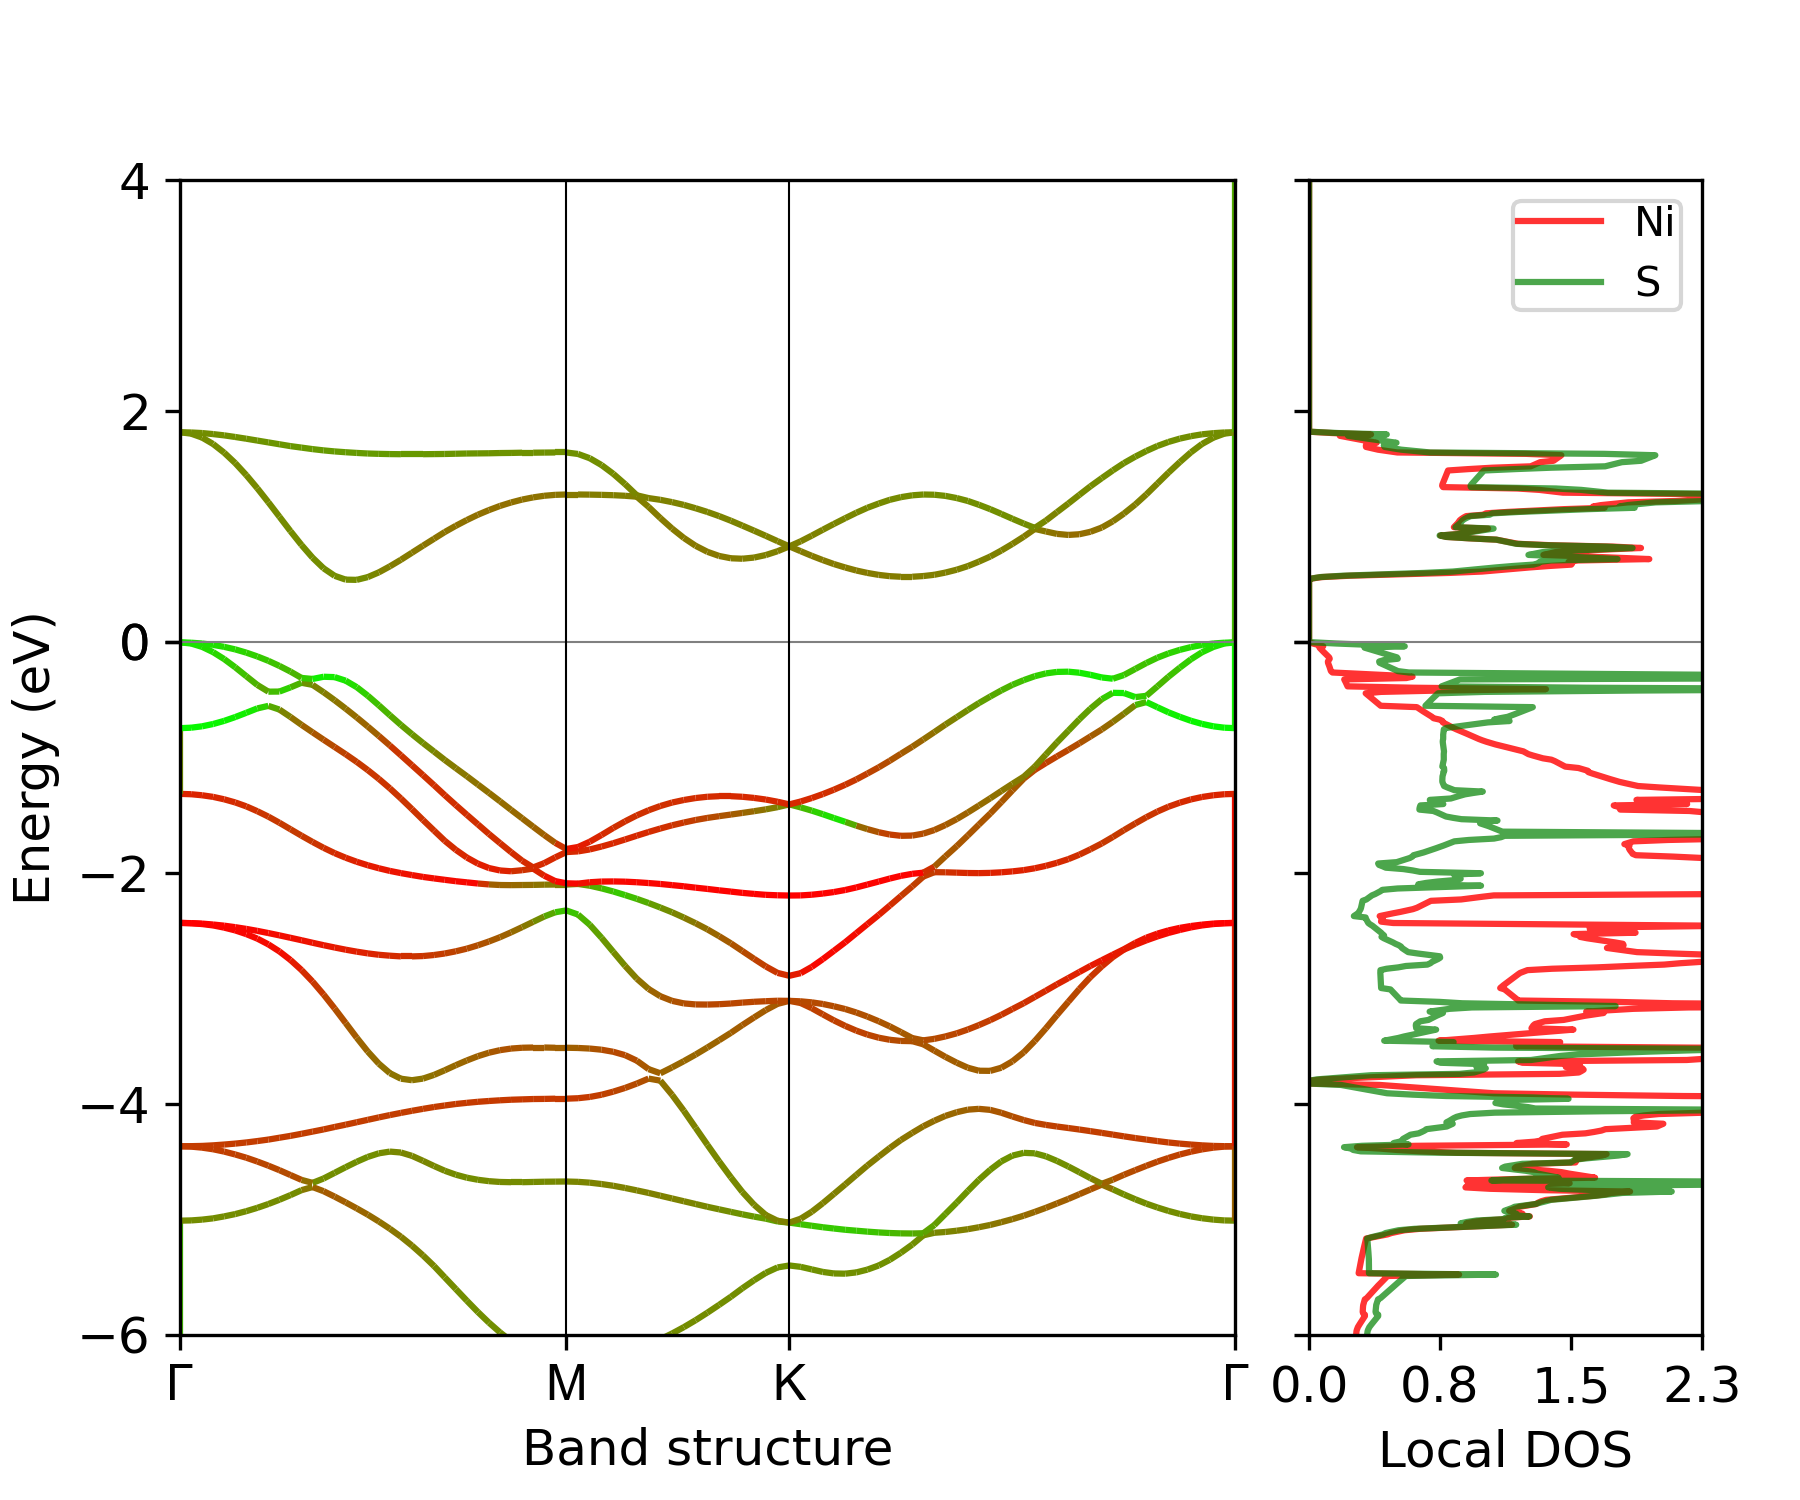 4
2
0
−2
−4
−6
Energy (eV)
Γ
M
K
Γ
Band structure
Ni
S
0.0
0.8
1.5
2.3
Local DOS